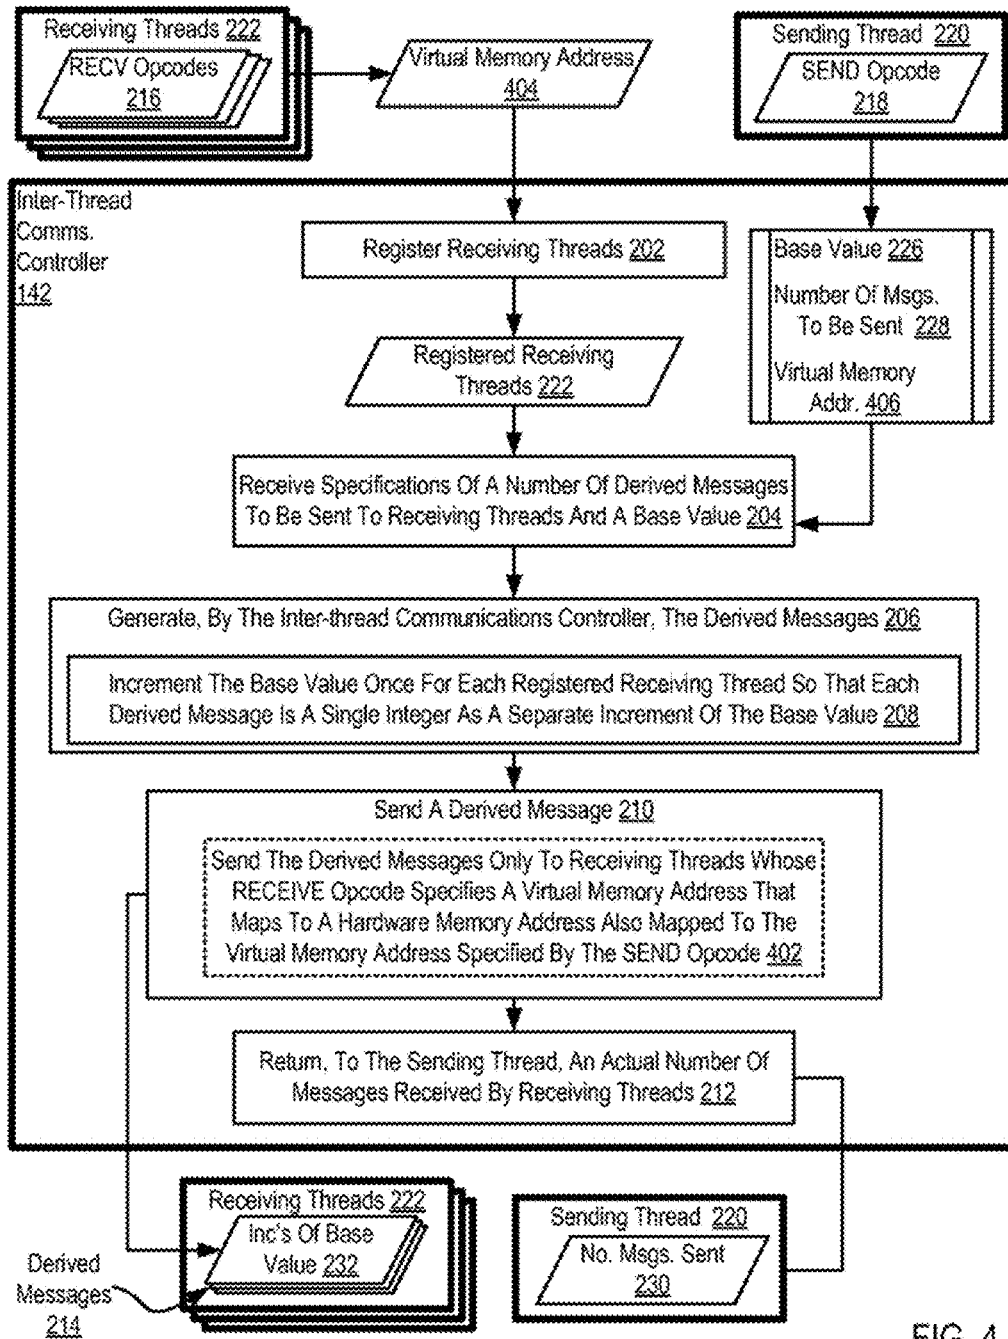 Receiving Threads 222
RECV Opcodes
216
Virtual Memory Address
404
Sending Thread 220
SEND Opcode
218
Inter-Thread
Comms.
Controller
142
Register Receiving Threads 202
Base Value 226
Number Of Msgs.
To Be Sent 228
Virtual Memory
Addr. 406
Registered Receiving
Threads 222
Receive Specifications Of A Number Of Derived Messages
To Be Sent To Receiving Threads And A Base Value 204
Generate, By The Inter-thread Communications Controller, The Derived Messages 206
Increment The Base Value Once For Each Registered Receiving Thread So That Each
Derived Message Is A Single Integer As A Separate Increment Of The Base Value 208
Send A Derived Message 210
Send The Derived Messages Only To Receiving Threads Whose
RECEIVE Opcode Specifies A Virtual Memory Address That
Maps To A Hardware Memory Address Also Mapped To The
Virtual Memory Address Specified By The SEND Opcode 402
Return, To The Sending Thread, An Actual Number Of
Messages Received By Receiving Threads 212
Receiving Threads 222
Inc's Of Base
Value 232
Derived
Messages
214
Sending Thread 220
No. Msgs. Sent
230
FIG. 4